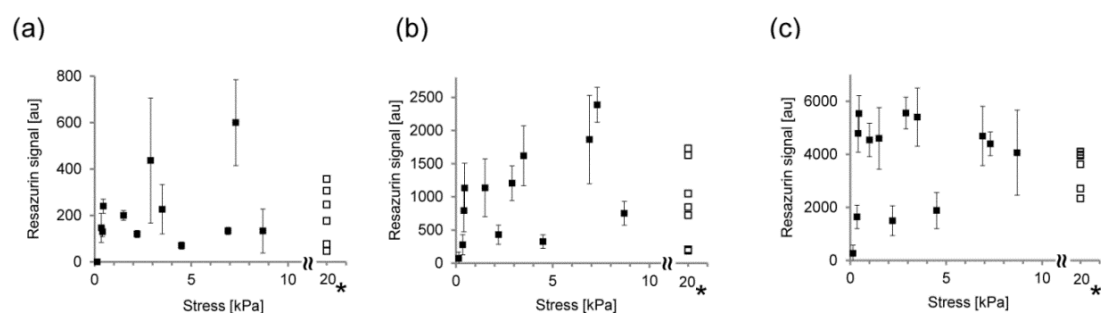 (a)
800
600
400
200
0
Resazurin signal [au]
0 5 10 20 *
Stress [kPa]
(b)
2500
2000
1500
1000
500
0
Resazurin signal [au]
0 5 10 20 *
Stress [kPa]
(c)
6000
4000
2000
0
Resazurin signal [au]
0 5 10 20 *
Stress [kPa]